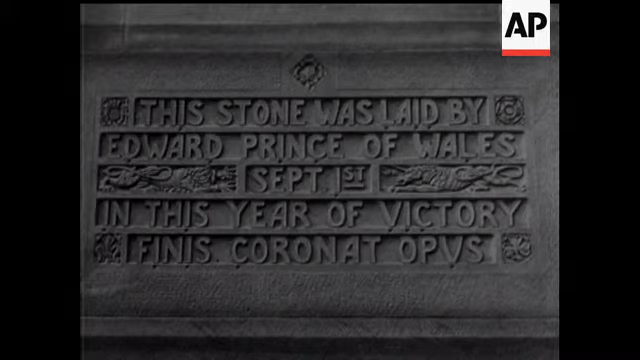 AP
THIS STONE WAS LAID BY
EDWARD PRINCE OF WALES
SEPT. 1ST
IN THIS YEAR OF VICTORY
FINIS. CORONAT OPVS